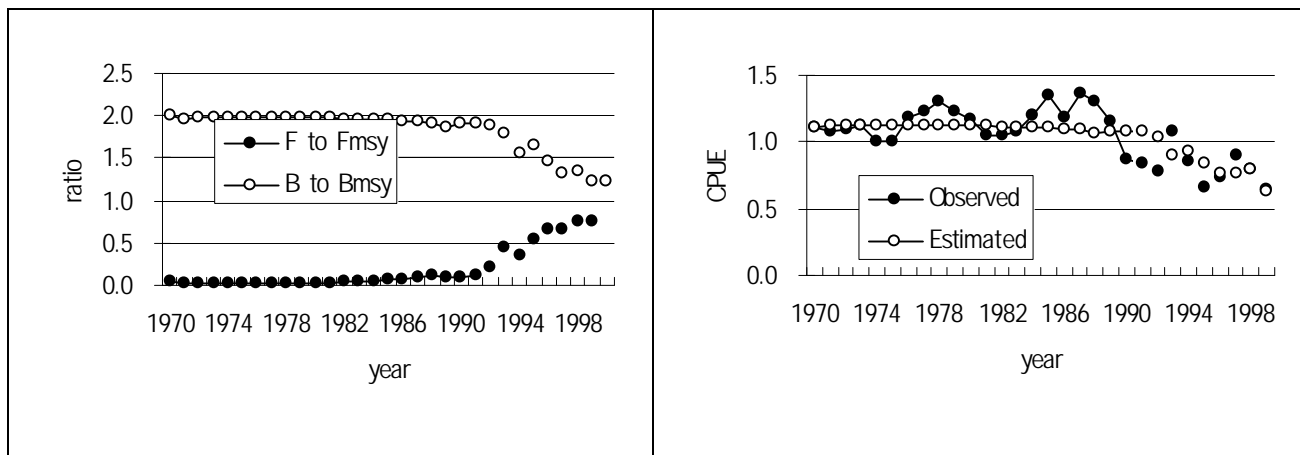 2.5
2.0
1.5
1.0
0.5
0.0
ratio
F to Fmsy
B to Bmsy
1970 1974 1978 1982 1986 1990 1994 1998
year
1.5
1.0
0.5
0.0
CPUE
Observed
Estimated
1970 1974 1978 1982 1986 1990 1994 1998
year